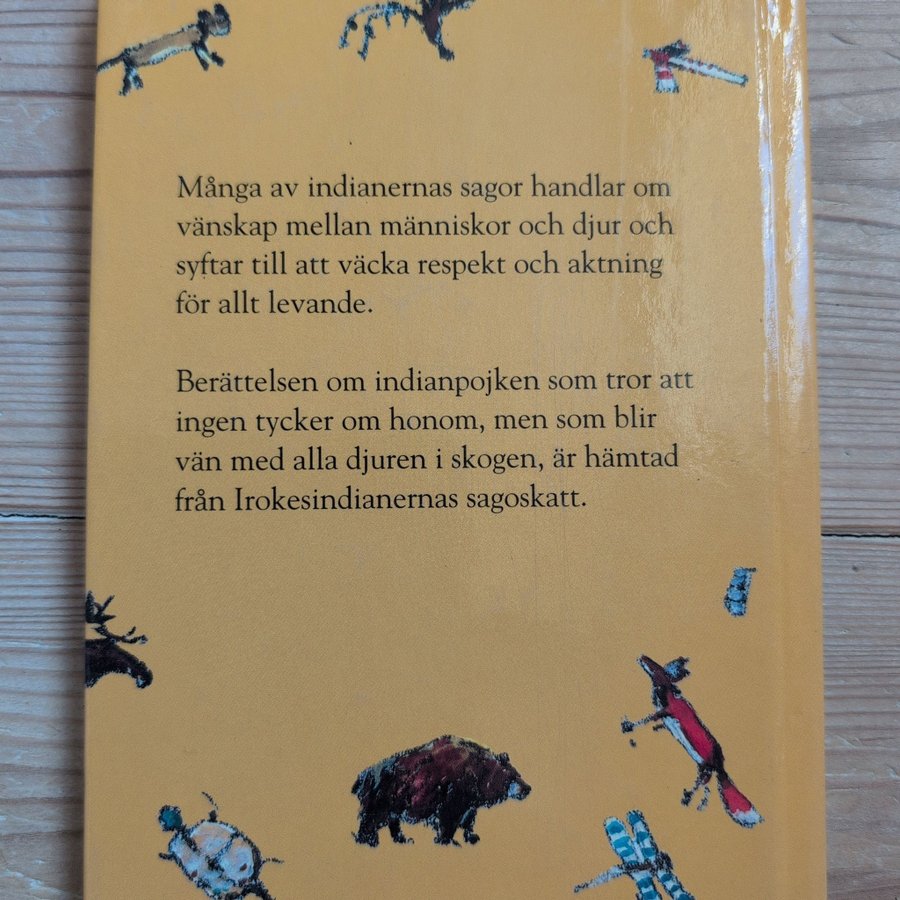 Många av indianernas sagor handlar om
vänskap mellan människor och djur och
syftar till att väcka respekt och aktning
för allt levande.
Berättelsen om indianpojken som tror att
ingen tycker om honom, men som blir
vän med alla djuren i skogen, är hämtad
från Irokesindianernas sagoskatt.